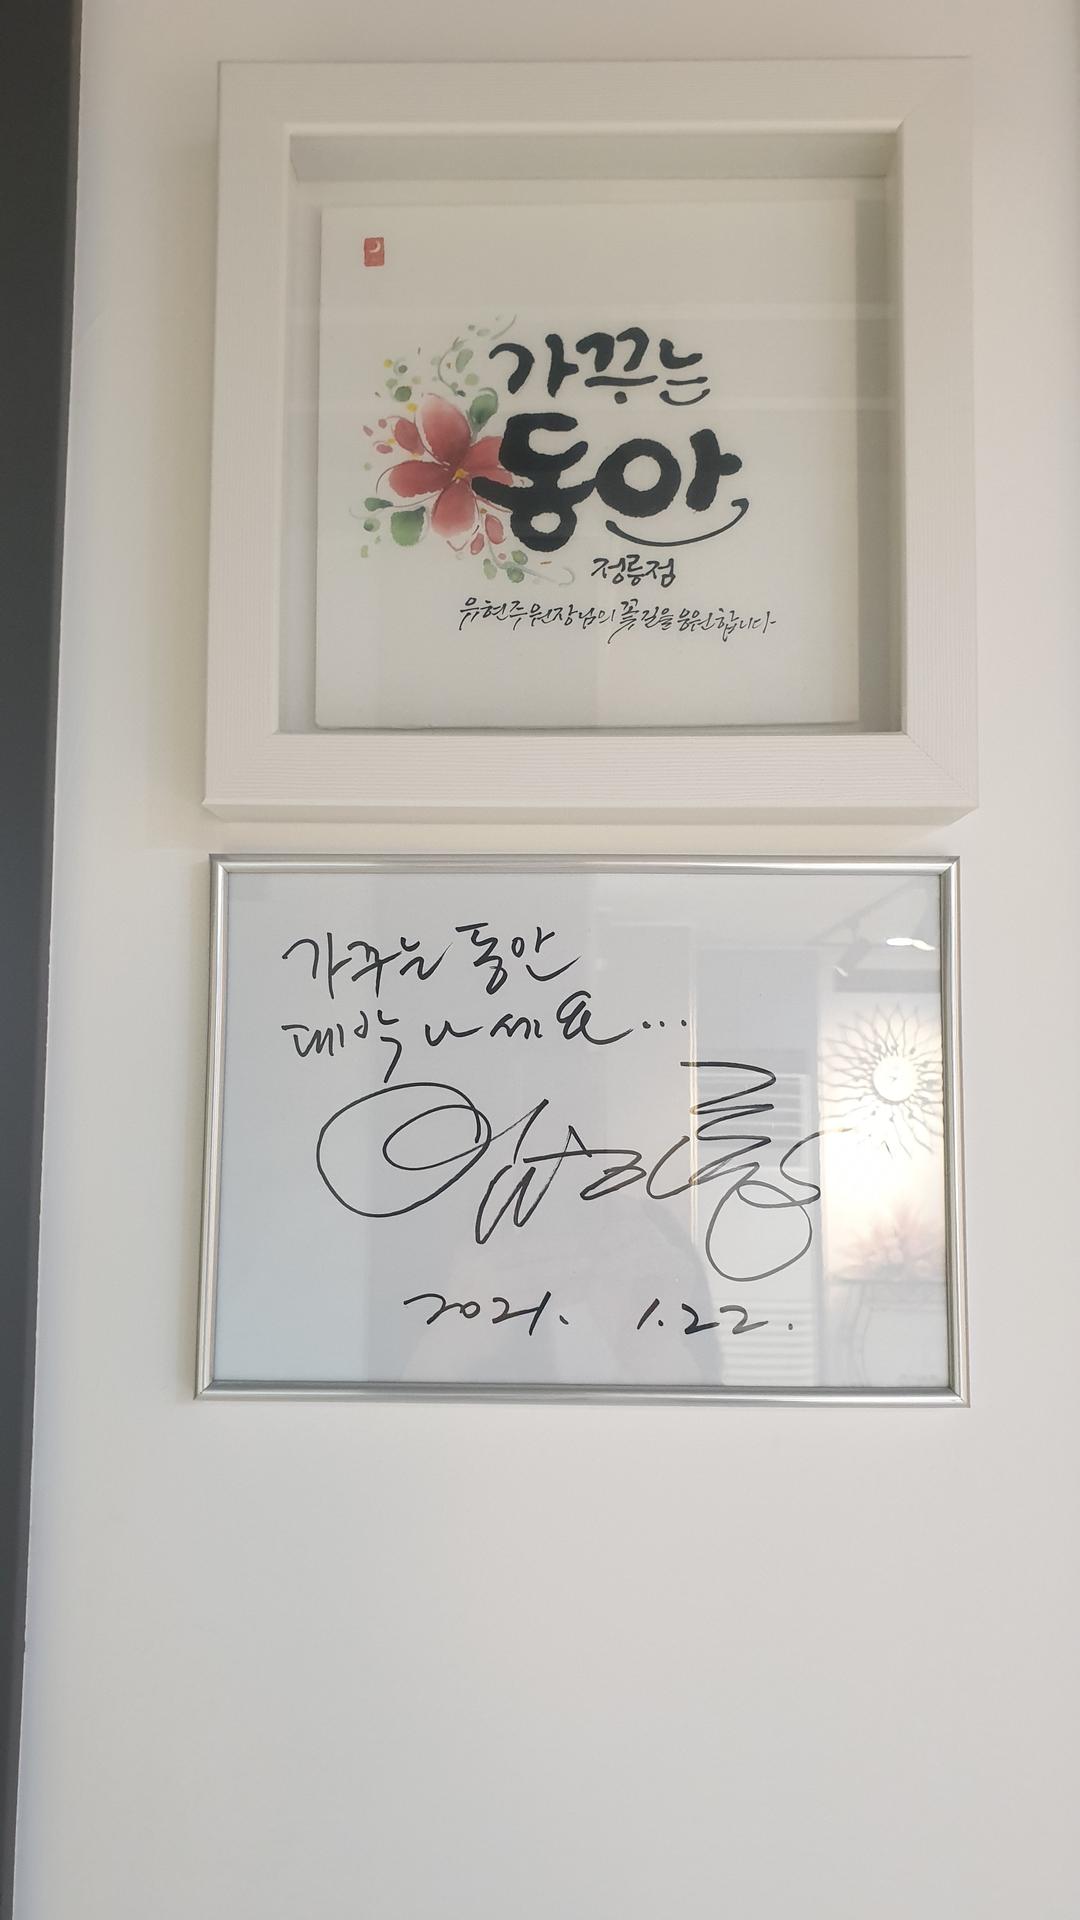 가꾸는
동안
정릉점
유현주원장님의 꽃길을 응원합니다
가꾸는 동안
대박 나세요...
2021. 1.22.